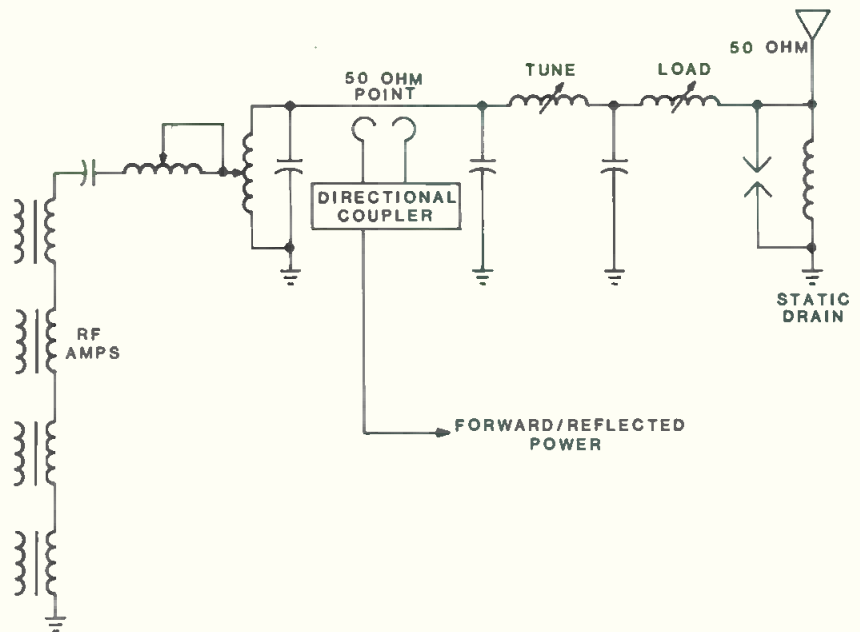 50 OHM
50 OHM
POINT
TUNE
LOAD
DIRECTIONAL
COUPLER
STATIC
DRAIN
RF
AMPS
FORWARD/REFLECTED
POWER